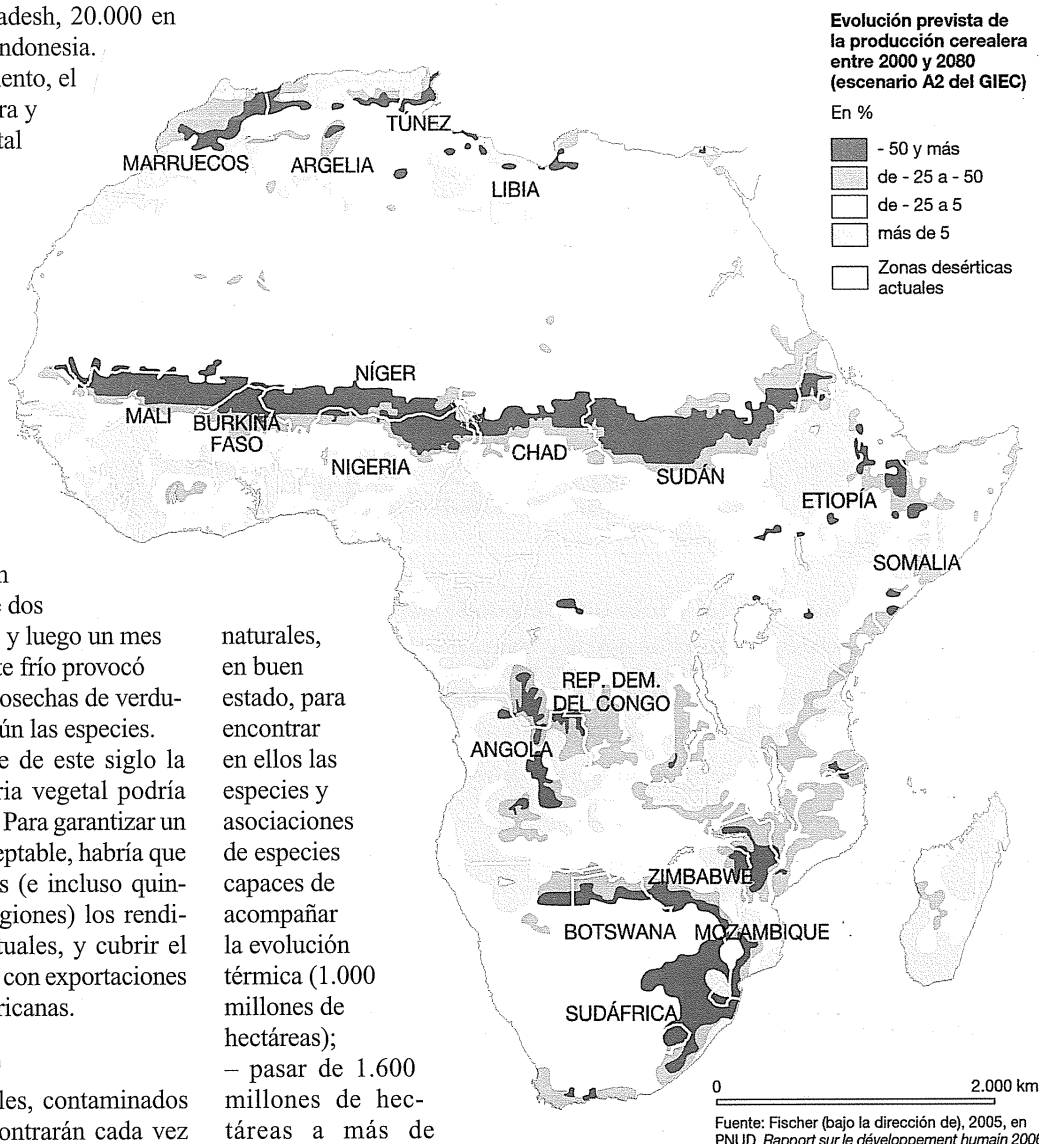 adesh, 20.000 en
ndonesia.
ento, el
ra y
tal
Evolución prevista de
la producción cerealera
entre 2000 y 2080
(escenario A2 del GIEC)
En %
- 50 y más
de - 25 a - 50
de - 25 a 5
más de 5
Zonas desérticas
actuales
TÚNEZ
MARRUECOS
ARGELIA
LIBIA
NÍGER
MALI
BURKINA
FASO
NIGERIA
CHAD
SUDÁN
ETIOPÍA
SOMALIA
REP. DEM.
DEL CONGO
ANGOLA
ZIMBABWE
BOTSWANA
MOZAMBIQUE
SUDÁFRICA
0
2.000 km
Fuente: Fischer (bajo la dirección de), 2005, en
PNUD, Rapport sur le développement humain 2006
e dos
y luego un mes
te frío provocó
osechas de verdu-
ún las especies.
e de este siglo la
ria vegetal podría
Para garantizar un
eptable, habría que
s (e incluso quin-
giones) los rendi-
tuales, y cubrir el
con exportaciones
ricanas.
les, contaminados
ontrarán cada vez
naturales,
en buen
estado, para
encontrar
en ellos las
especies y
asociaciones
de especies
capaces de
acompañar
la evolución
térmica (1.000
millones de
hectáreas);
– pasar de 1.600
millones de hec-
táreas a más de